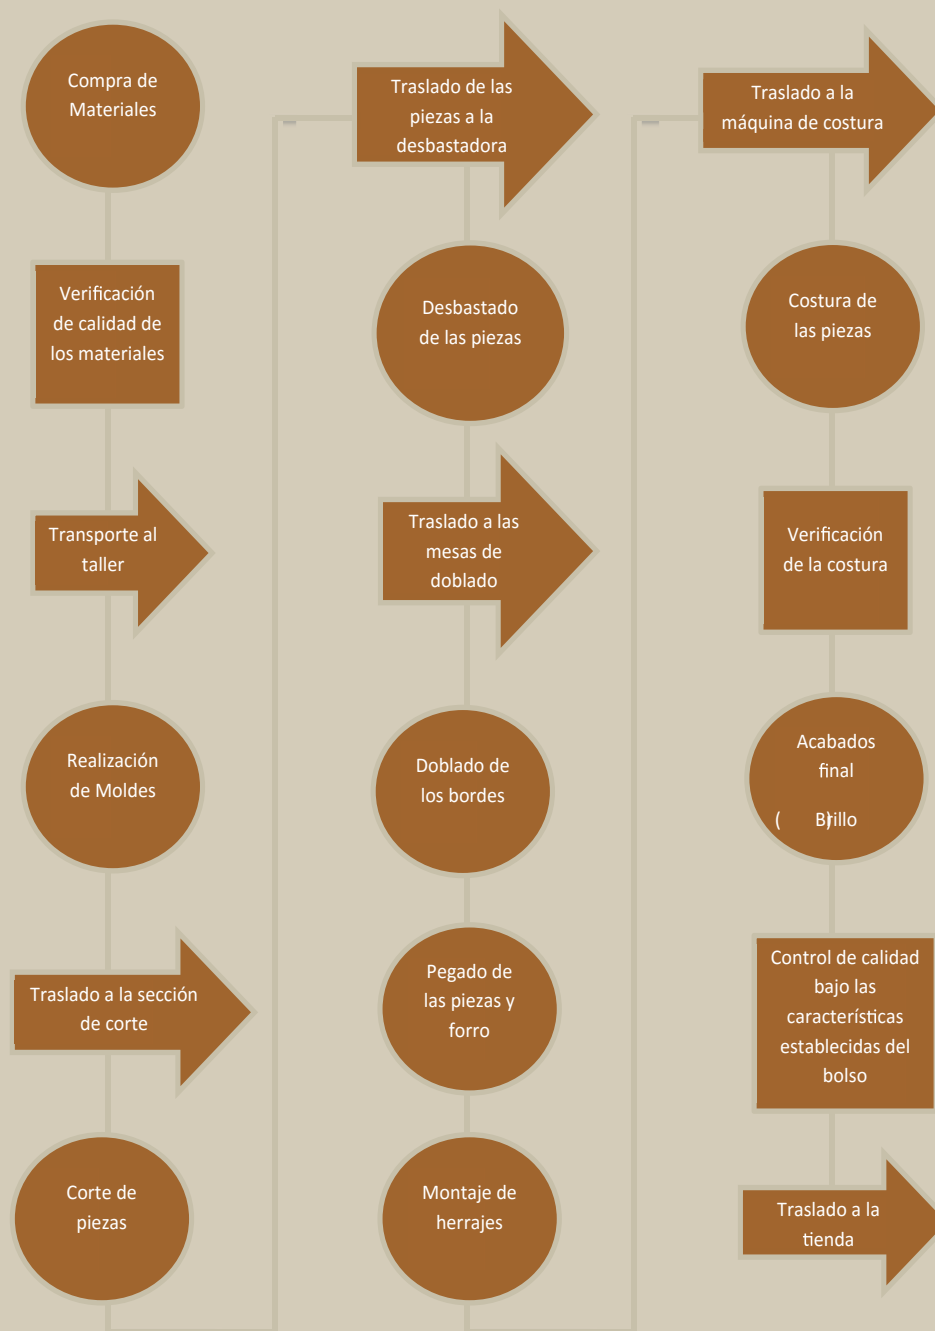 Compra de
Materiales
Verificación
de calidad de
los materiales
Transporte al
taller
Realización
de Moldes
Traslado a la sección
de corte
Corte de
piezas
Traslado de las
piezas a la
desbastadora
Desbastado
de las piezas
Traslado a las
mesas de
doblado
Doblado de
los bordes
Pegado de
las piezas y
forro
Montaje de
herrajes
Traslado a la
máquina de costura
Costura de
las piezas
Verificación
de la costura
Acabados
final
( Brillo)
Control de calidad
bajo las
características
establecidas del
bolso
Traslado a la
tienda